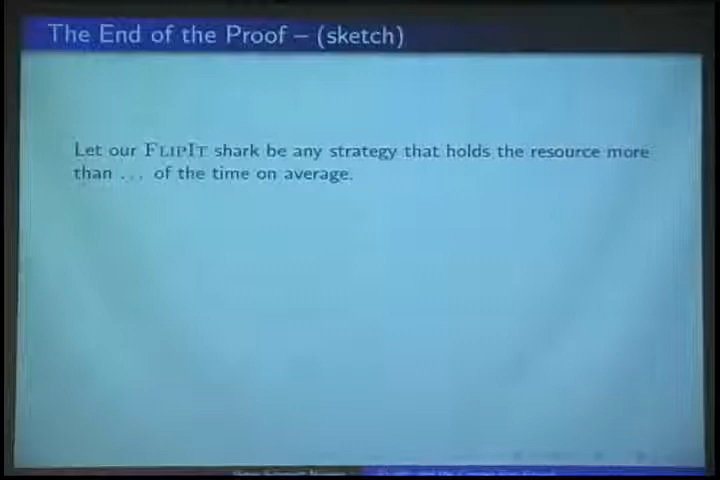 The End of the Proof – (sketch)
Let our FLIPIT shark be any strategy that holds the resource more
than . . . of the time on average.